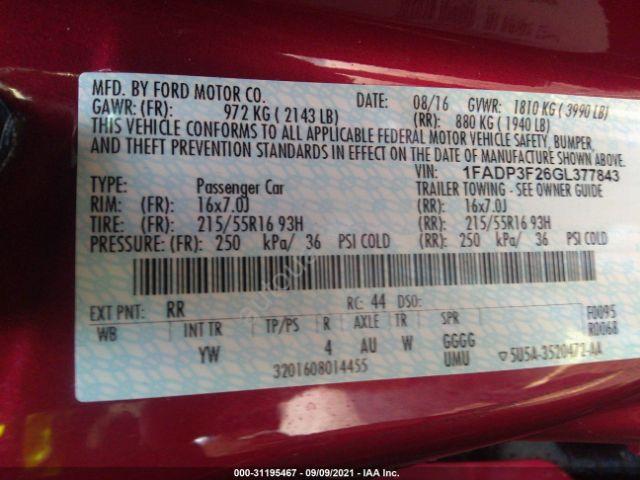 MFD. BY FORD MOTOR CO. DATE: 08/16 GVWR: 1810 KG ( 3990 LB)
GAWR: (FR): 972 KG ( 2143 LB) (RR): 880 KG ( 1940 LB)
THIS VEHICLE CONFORMS TO ALL APPLICABLE FEDERAL MOTOR VEHICLE SAFETY, BUMPER,
AND THEFT PREVENTION STANDARDS IN EFFECT ON THE DATE OF MANUFACTURE SHOWN ABOVE.
VIN: 1FADP3F26GL377843
TYPE: Passenger Car TRAILER TOWING - SEE OWNER GUIDE
RIM: (FR): 16x7.0J (RR): 16x7.0J
TIRE: (FR): 215/55R16 93H (RR): 215/55R16 93H
PRESSURE: (FR): 250 kPa/ 36 PSI COLD (RR): 250 kPa/ 36 PSI COLD
EXT PNT: RR RC: 44 DSO: F0095
WB INT TR TP/PS R AXLE TR SPR R0068
YW 4 AU W GGGG
3201608014455 UMU ▽ 5U5A-3520472-AA
000-31195467 - 09/09/2021 - IAA Inc.